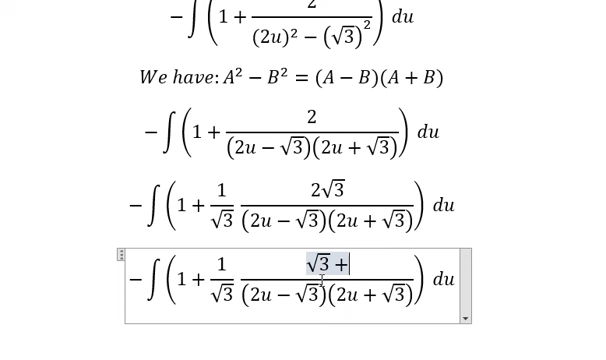 −∫(1 + 2/((2u)² − (√3)²)) du
We have: A² − B² = (A − B)(A + B)
−∫(1 + 2/((2u − √3)(2u + √3))) du
−∫(1 + 1/√3 2√3/((2u − √3)(2u + √3))) du
−∫(1 + 1/√3 (√3 +)/((2u − √3)(2u + √3))) du